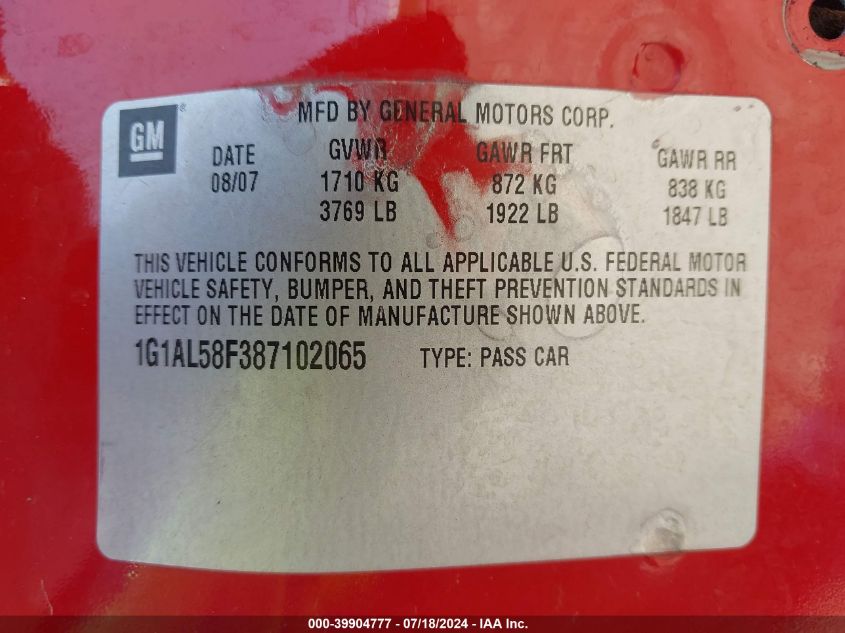 GM ®
MFD BY GENERAL MOTORS CORP.
DATE GVWR GAWR FRT GAWR RR
08/07 1710 KG 872 KG 838 KG
3769 LB 1922 LB 1847 LB
THIS VEHICLE CONFORMS TO ALL APPLICABLE U.S. FEDERAL MOTOR
VEHICLE SAFETY, BUMPER, AND THEFT PREVENTION STANDARDS IN
EFFECT ON THE DATE OF MANUFACTURE SHOWN ABOVE.
1G1AL58F387102065 TYPE: PASS CAR
000-39904777 - 07/18/2024 - IAA Inc.